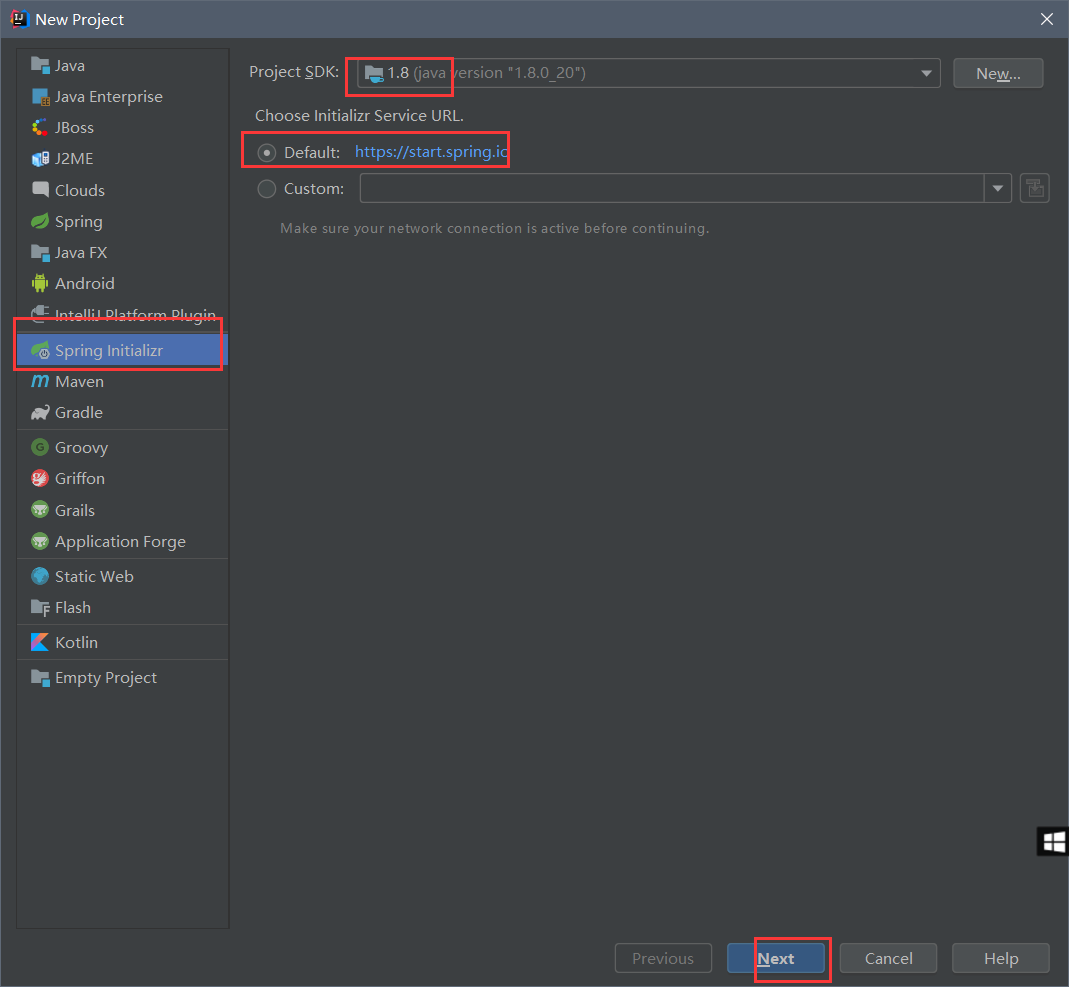 New Project
Java
Java Enterprise
JBoss
J2ME
Clouds
Spring
Java FX
Android
IntelliJ Platform Plugin
Spring Initializr
Maven
Gradle
Groovy
Griffon
Grails
Application Forge
Static Web
Flash
Kotlin
Empty Project
Project SDK: 1.8 (java version "1.8.0_20") New...
Choose Initializr Service URL.
Default: https://start.spring.io
Custom:
Make sure your network connection is active before continuing.
Previous Next Cancel Help